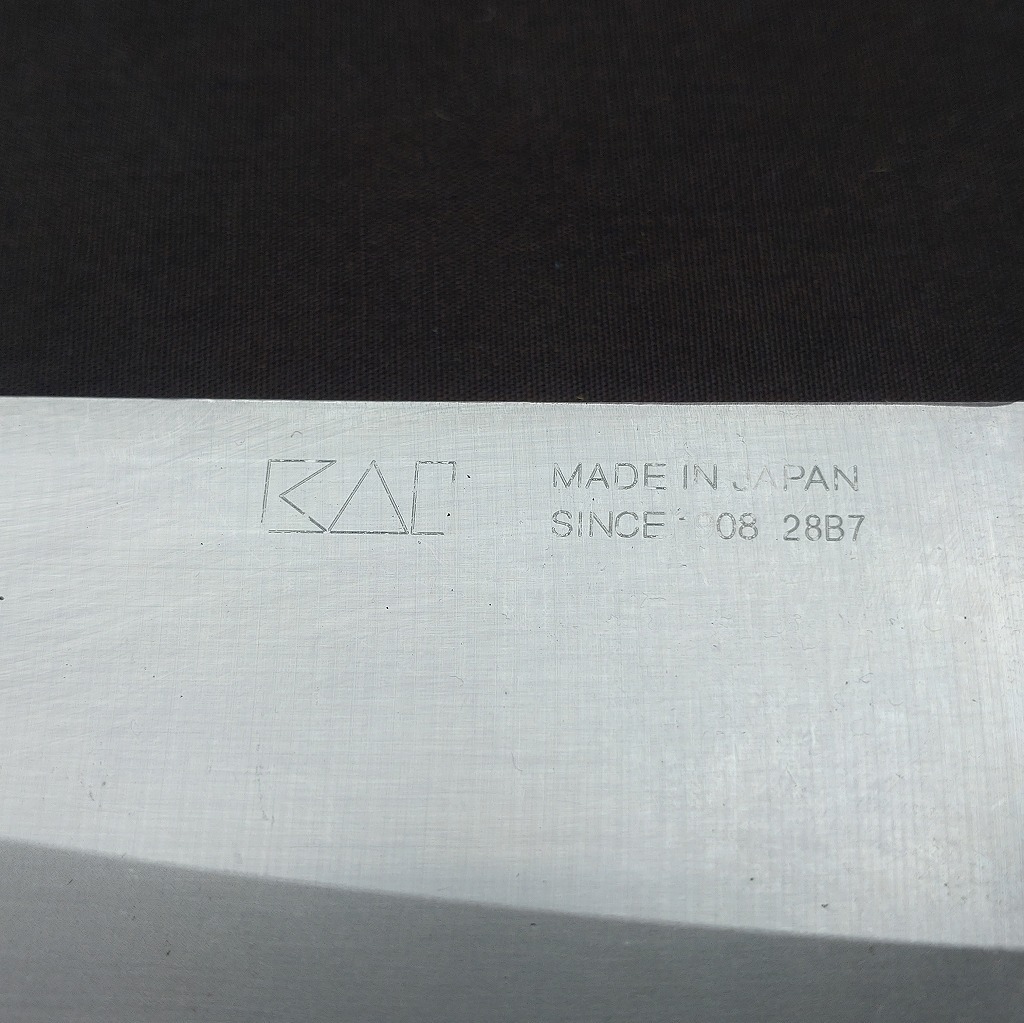 KAI
MADE IN JAPAN
SINCE 1908 28B7